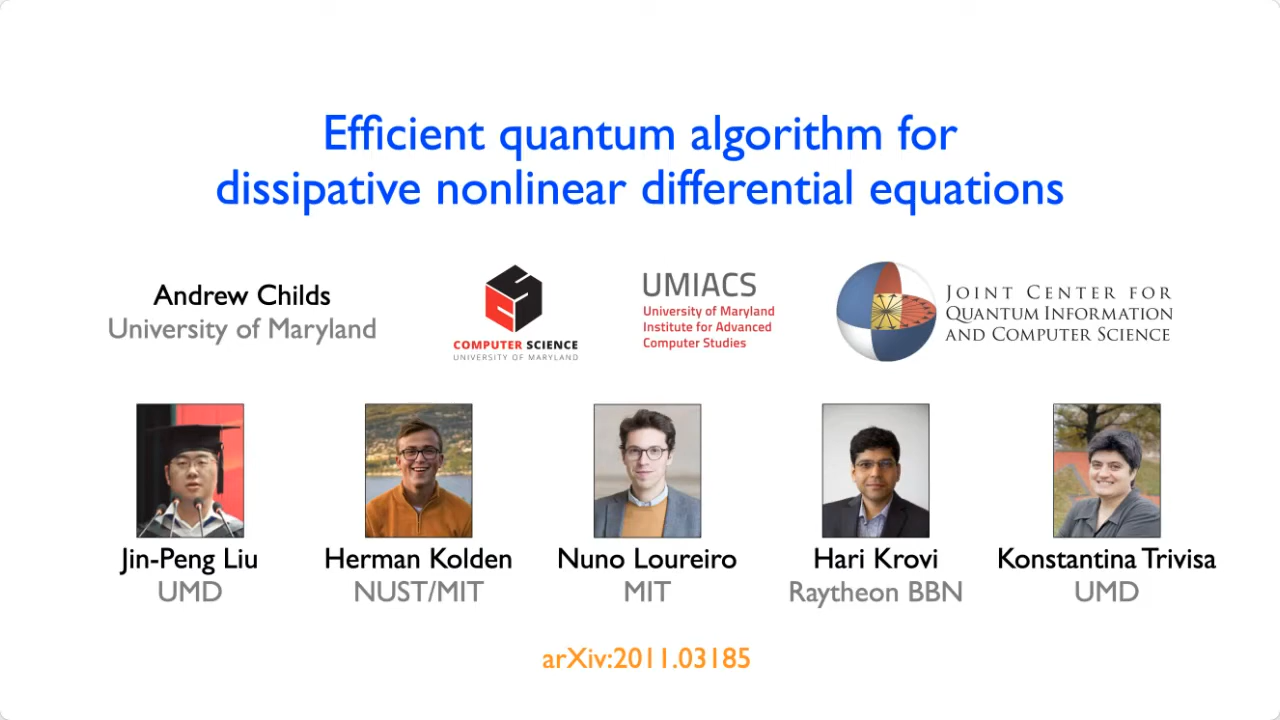 Efficient quantum algorithm for
dissipative nonlinear differential equations
Andrew Childs
University of Maryland
COMPUTER SCIENCE
UNIVERSITY OF MARYLAND
UMIACS
University of Maryland
Institute for Advanced
Computer Studies
JOINT CENTER FOR
QUANTUM INFORMATION
AND COMPUTER SCIENCE
Jin-Peng Liu
UMD
Herman Kolden
NUST/MIT
Nuno Loureiro
MIT
Hari Krovi
Raytheon BBN
Konstantina Trivisa
UMD
arXiv:2011.03185